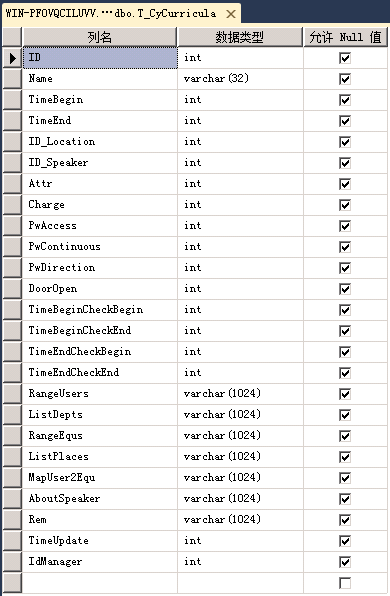 WIN-PFOVQCILUVV.···dbo.T_CyCurricula
列名 数据类型 允许 Null 值
ID int
Name varchar(32)
TimeBegin int
TimeEnd int
ID_Location int
ID_Speaker int
Attr int
Charge int
PwAccess int
PwContinuous int
PwDirection int
DoorOpen int
TimeBeginCheckBegin int
TimeBeginCheckEnd int
TimeEndCheckBegin int
TimeEndCheckEnd int
RangeUsers varchar(1024)
ListDepts varchar(1024)
RangeEqus varchar(1024)
ListPlaces varchar(1024)
MapUser2Equ varchar(1024)
AboutSpeaker varchar(1024)
Rem varchar(1024)
TimeUpdate int
IdManager int